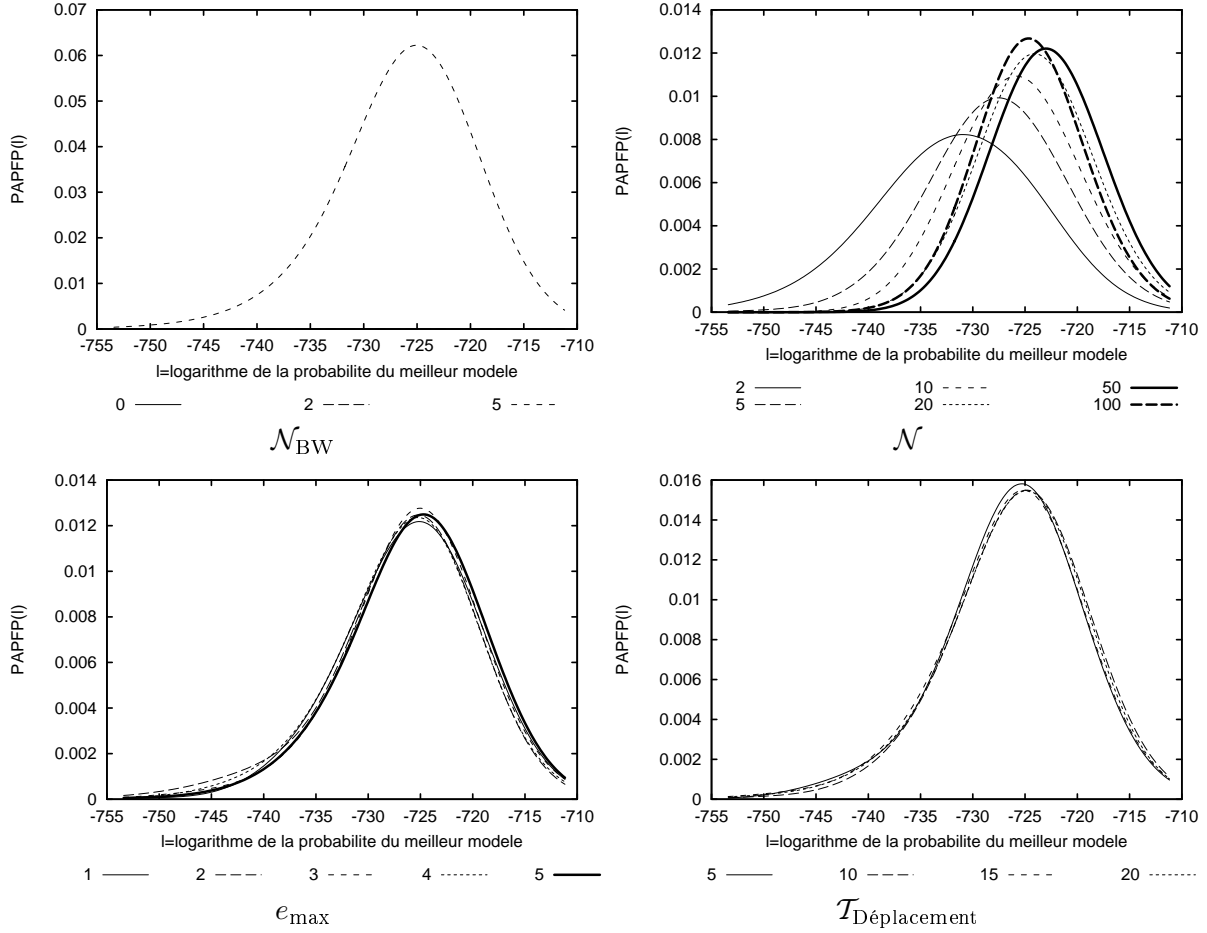 0.07
0.06
0.05
0.04
0.03
0.02
0.01
0
PAPFP(l)
-755 -750 -745 -740 -735 -730 -725 -720 -715 -710
l=logarithme de la probabilite du meilleur modele
0 2 5
𝒩BW
0.014
0.012
0.01
0.008
0.006
0.004
0.002
0
PAPFP(l)
-755 -750 -745 -740 -735 -730 -725 -720 -715 -710
l=logarithme de la probabilite du meilleur modele
2 10 50
5 20 100
𝒩
0.014
0.012
0.01
0.008
0.006
0.004
0.002
0
PAPFP(l)
-755 -750 -745 -740 -735 -730 -725 -720 -715 -710
l=logarithme de la probabilite du meilleur modele
1 2 3 4 5
emax
0.016
0.014
0.012
0.01
0.008
0.006
0.004
0.002
0
PAPFP(l)
-755 -750 -745 -740 -735 -730 -725 -720 -715 -710
l=logarithme de la probabilite du meilleur modele
5 10 15 20
𝒯Déplacement